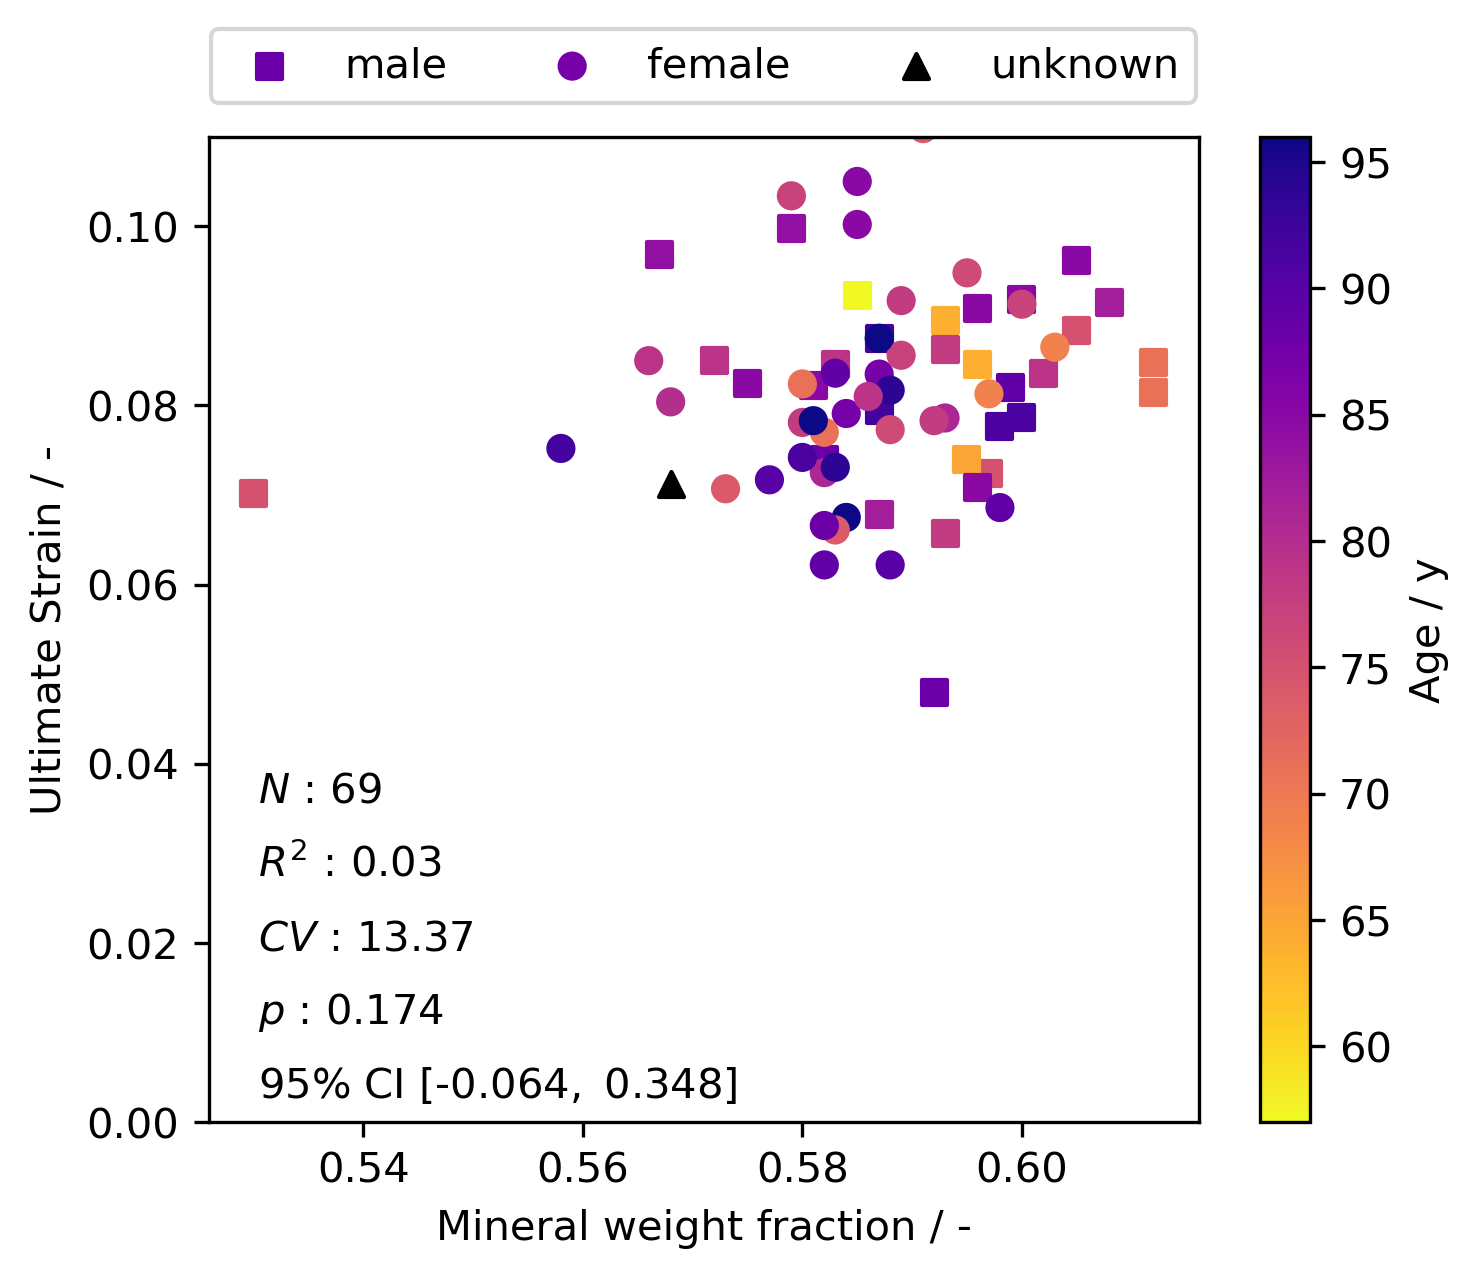 male female unknown
0.10
0.08
0.06
0.04
0.02
0.00
Ultimate Strain / -
N : 69
R² : 0.03
CV : 13.37
p : 0.174
95% CI [-0.064, 0.348]
0.54 0.56 0.58 0.60
Mineral weight fraction / -
95
90
85
80
75
70
65
60
Age / y